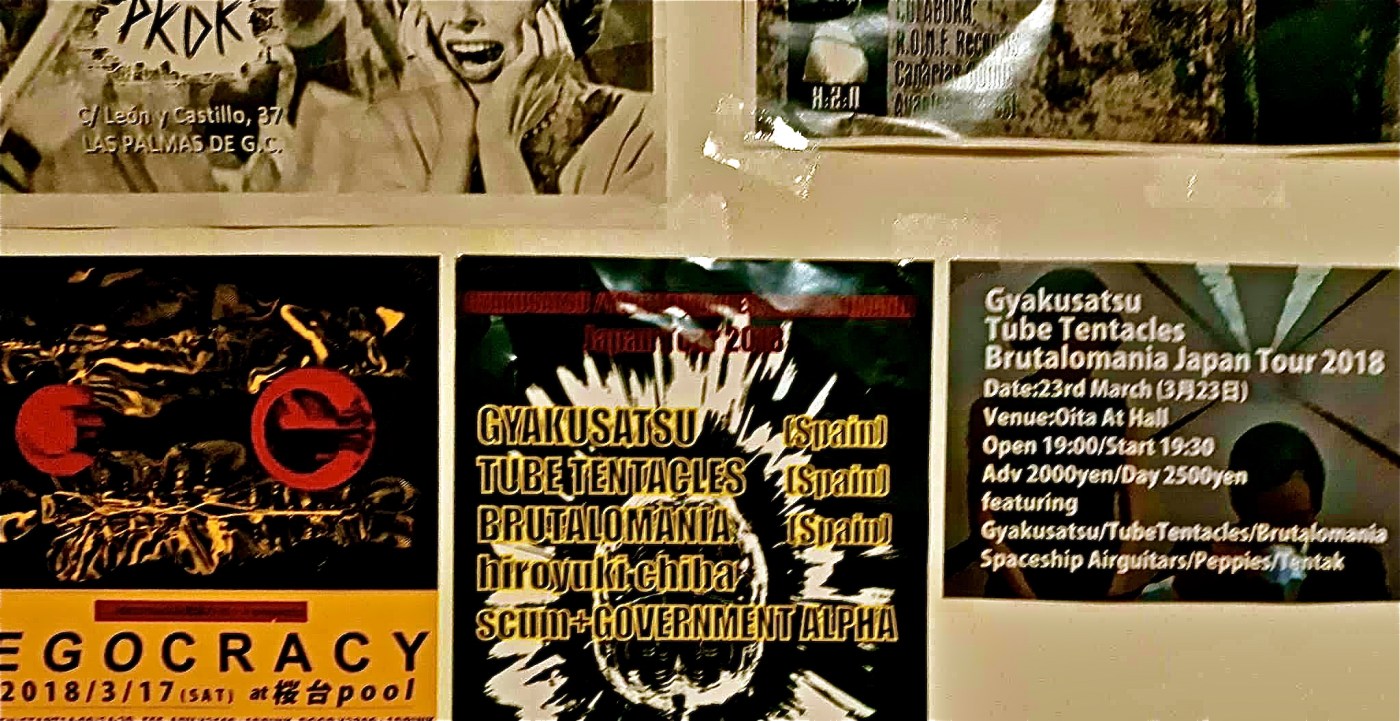 PKDK
C/ León y Castillo, 37
LAS PALMAS DE G.C.
COLABORA:
Canarias
H.2.O
EGOCRACY
2018/3/17(SAT) at 桜台pool
Japan Tour 2018
GYAKUSATSU (Spain)
TUBE TENTACLES (Spain)
BRUTALOMANIA (Spain)
hiroyuki chiba
scum+GOVERNMENT ALPHA
Gyakusatsu
Tube Tentacles
Brutalomania Japan Tour 2018
Date:23rd March (3月23日)
Venue:Oita At Hall
Open 19:00/Start 19:30
Adv 2000yen/Day 2500yen
featuring
Gyakusatsu/TubeTentacles/Brutalomania
Spaceship Airguitars/Peppies/Tentak